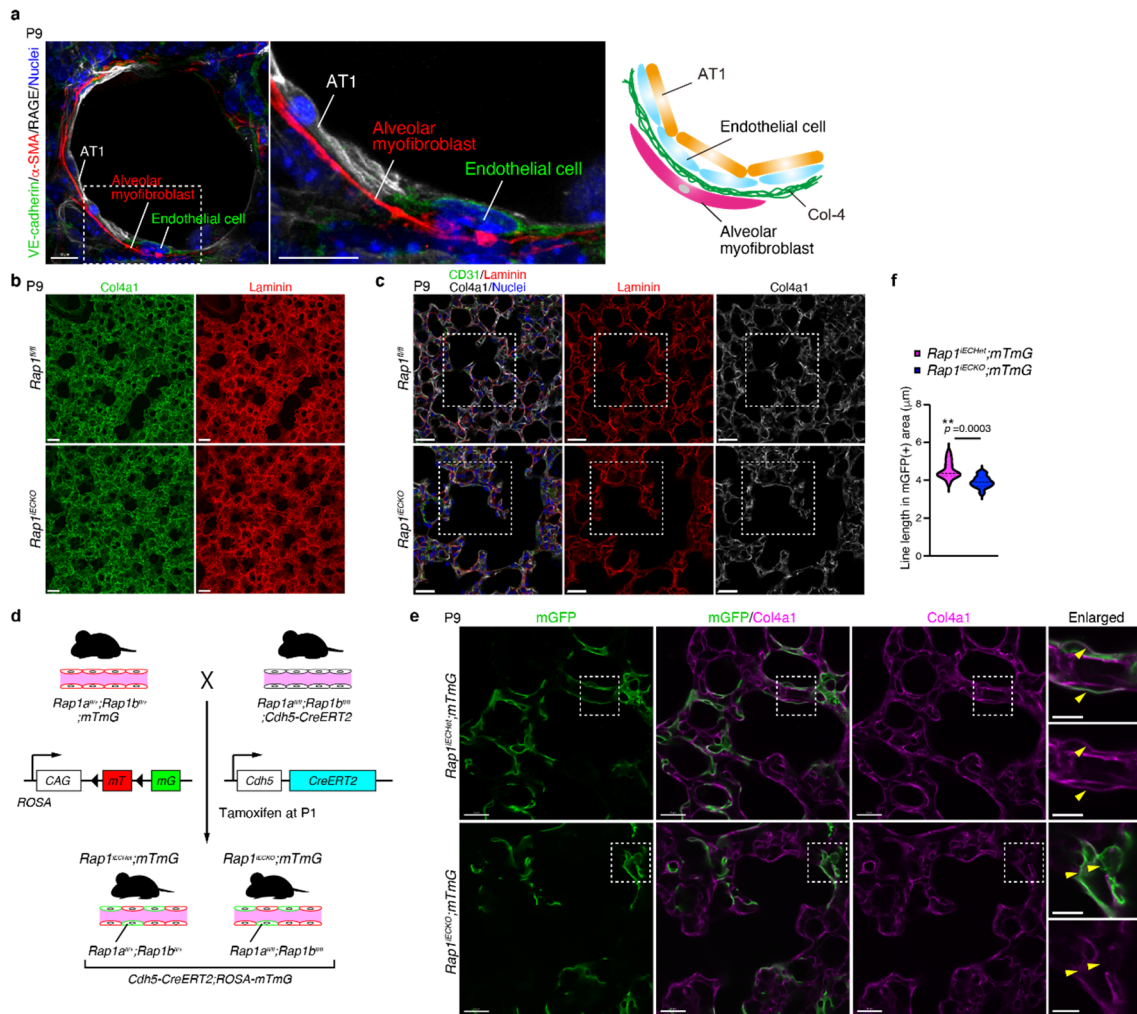 a
P9
VE-cadherin/α-SMA/RAGE/Nuclei
AT1
Alveolar
myofibroblast
Endothelial cell
AT1
Alveolar
myofibroblast
Endothelial cell
AT1
Endothelial cell
Col-4
Alveolar
myofibroblast
b
P9
Col4a1
Laminin
Rap1fl/fl
Rap1iECKO
c
P9
CD31/Laminin
Col4a1/Nuclei
Laminin
Col4a1
Rap1fl/fl
Rap1iECKO
f
Rap1iECHet;mTmG
Rap1iECKO;mTmG
Line length in mGFP(+) area (μm)
**
p =0.0003
8
6
4
2
0
d
Rap1afl/+;Rap1bfl/+
;mTmG
X
Rap1afl/fl;Rap1bfl/fl
;Cdh5-CreERT2
CAG
mT
mG
ROSA
Cdh5
CreERT2
Tamoxifen at P1
Rap1iECHet;mTmG
Rap1iECKO;mTmG
Rap1afl/+;Rap1bfl/+
Rap1afl/fl;Rap1bfl/fl
Cdh5-CreERT2;ROSA-mTmG
e
P9
mGFP
mGFP/Col4a1
Col4a1
Enlarged
Rap1iECHet;mTmG
Rap1iECKO;mTmG